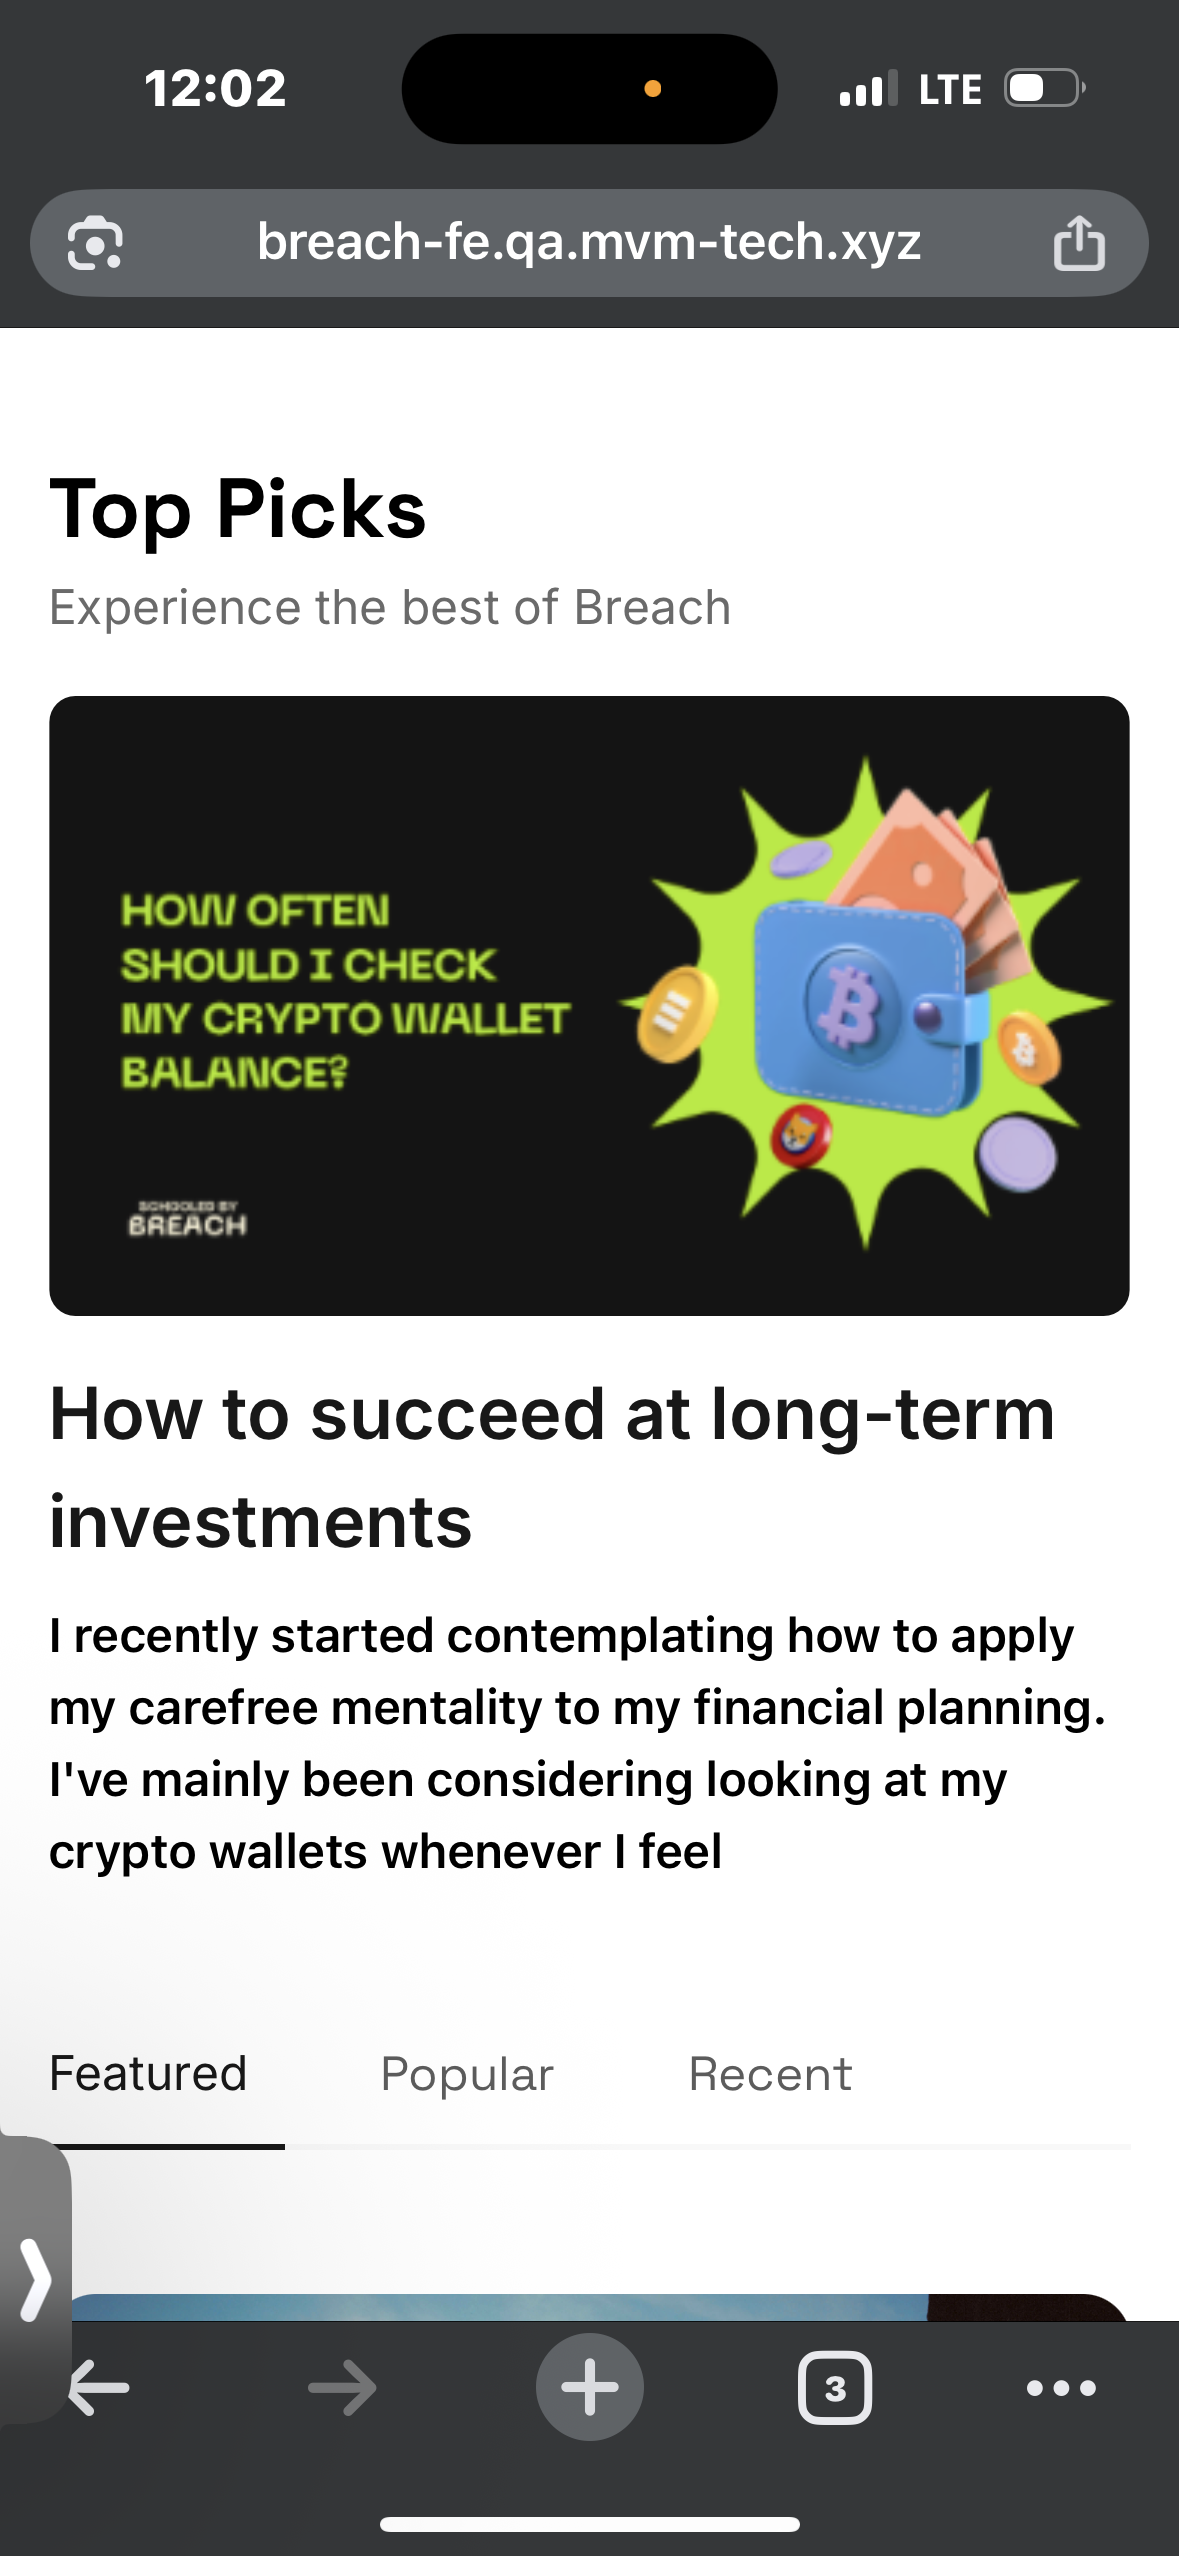 12:02
LTE
breach-fe.qa.mvm-tech.xyz
Top Picks
Experience the best of Breach
HOW OFTEN
SHOULD I CHECK
MY CRYPTO WALLET
BALANCE?
SCHOOLED BY
BREACH
How to succeed at long-term
investments
I recently started contemplating how to apply
my carefree mentality to my financial planning.
I've mainly been considering looking at my
crypto wallets whenever I feel
Featured Popular Recent
3